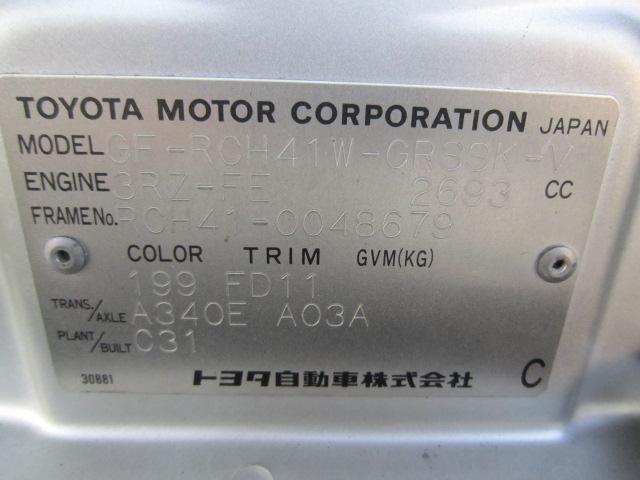 TOYOTA MOTOR CORPORATION JAPAN
MODEL GF-RCH41W-GRSSK-V
ENGINE 3RZ-FE 2693 CC
FRAME No. RCH41-0048679
COLOR TRIM GVM(KG)
199 FD11
TRANS./AXLE A340E A03A
PLANT/BUILT C31
30881 トヨタ自動車株式会社 C